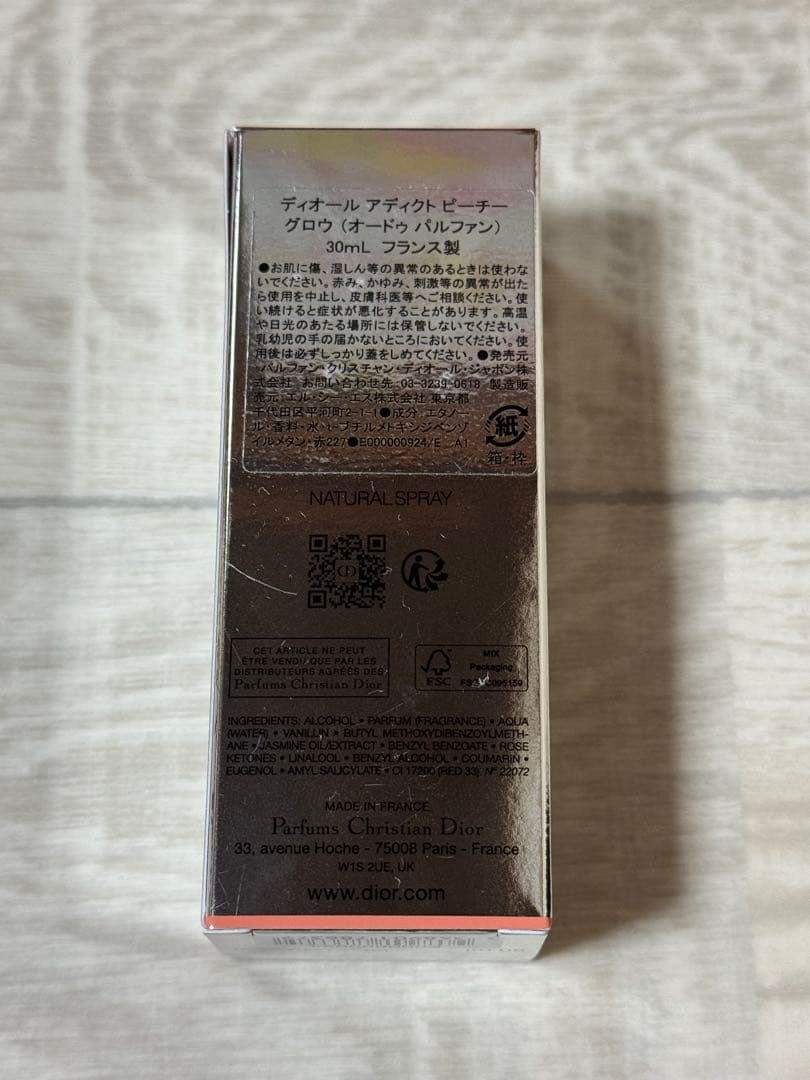 ディオール アディクト ピーチー
グロウ（オードゥ パルファン）
30mL フランス製
●お肌に傷、湿しん等の異常のあるときは使わな
いでください。赤み、かゆみ、刺激等の異常が出た
ら使用を中止し、皮膚科医等へご相談ください。使
い続けると症状が悪化することがあります。高温
や日光のあたる場所には保管しないでください。
乳幼児の手の届かないところにおいてください。使
用後は必ずしっかり蓋をしめてください。●発売元
:パルファン・クリスチャン・ディオール・ジャポン株
式会社 お問い合わせ先:03-3239-0618 製造販
売元:エル・シー・エス株式会社 東京都
千代田区平河町2-1-1●成分:エタノー
ル・香料・水・t-ブチルメトキシジベンゾ
イルメタン・赤227●E000000924/E A1
紙
箱・枠
NATURAL SPRAY
CET ARTICLE NE PEUT
ÊTRE VENDU QUE PAR LES
DISTRIBUTEURS AGRÉÉS DES
Parfums Christian Dior
FSC
MIX
Packaging
INGREDIENTS: ALCOHOL • PARFUM (FRAGRANCE) • AQUA
(WATER) • VANILLIN • BUTYL METHOXYDIBENZOYLMETH-
ANE • JASMINE OIL/EXTRACT • BENZYL BENZOATE • ROSE
KETONES • LINALOOL • BENZYL ALCOHOL • COUMARIN •
EUGENOL • AMYL SALICYLATE • CI 17200 (RED 33). N° 22072
MADE IN FRANCE
Parfums Christian Dior
33, avenue Hoche - 75008 Paris - France
W1S 2UE, UK
www.dior.com